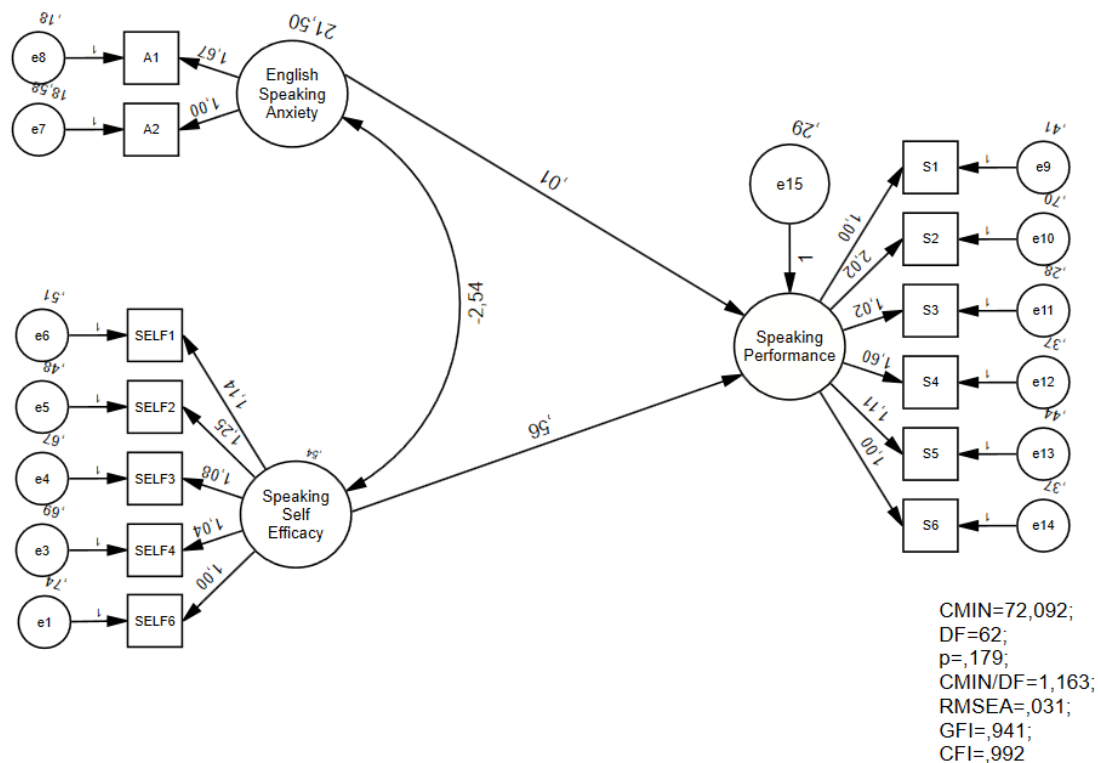 ,18
e8
1
A1
1,67
21,50
English
Speaking
Anxiety
18,58
e7
1
A2
1,00
,01
,29
e15
1
-2,54
,41
S1
1
e9
1,00
,70
S2
1
e10
2,02
,28
S3
1
e11
1,02
,37
S4
1
e12
1,60
,44
S5
1
e13
1,11
,37
S6
1
e14
1,00
Speaking
Performance
,51
e6
1
SELF1
1,14
,48
e5
1
SELF2
1,25
,67
e4
1
SELF3
1,08
,69
e3
1
SELF4
1,04
,74
e1
1
SELF6
1,00
,54
Speaking
Self
Efficacy
,56
CMIN=72,092;
DF=62;
p=,179;
CMIN/DF=1,163;
RMSEA=,031;
GFI=,941;
CFI=,992